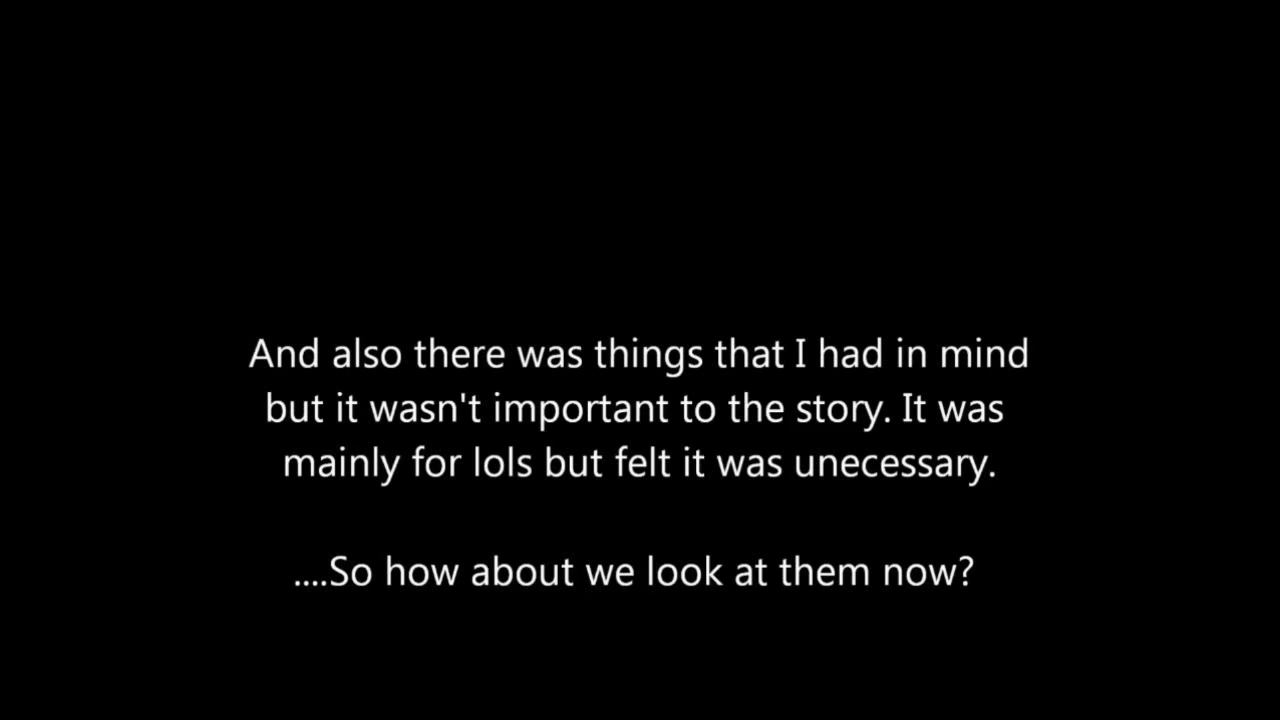 And also there was things that I had in mind
but it wasn't important to the story. It was
mainly for lols but felt it was unecessary.
....So how about we look at them now?